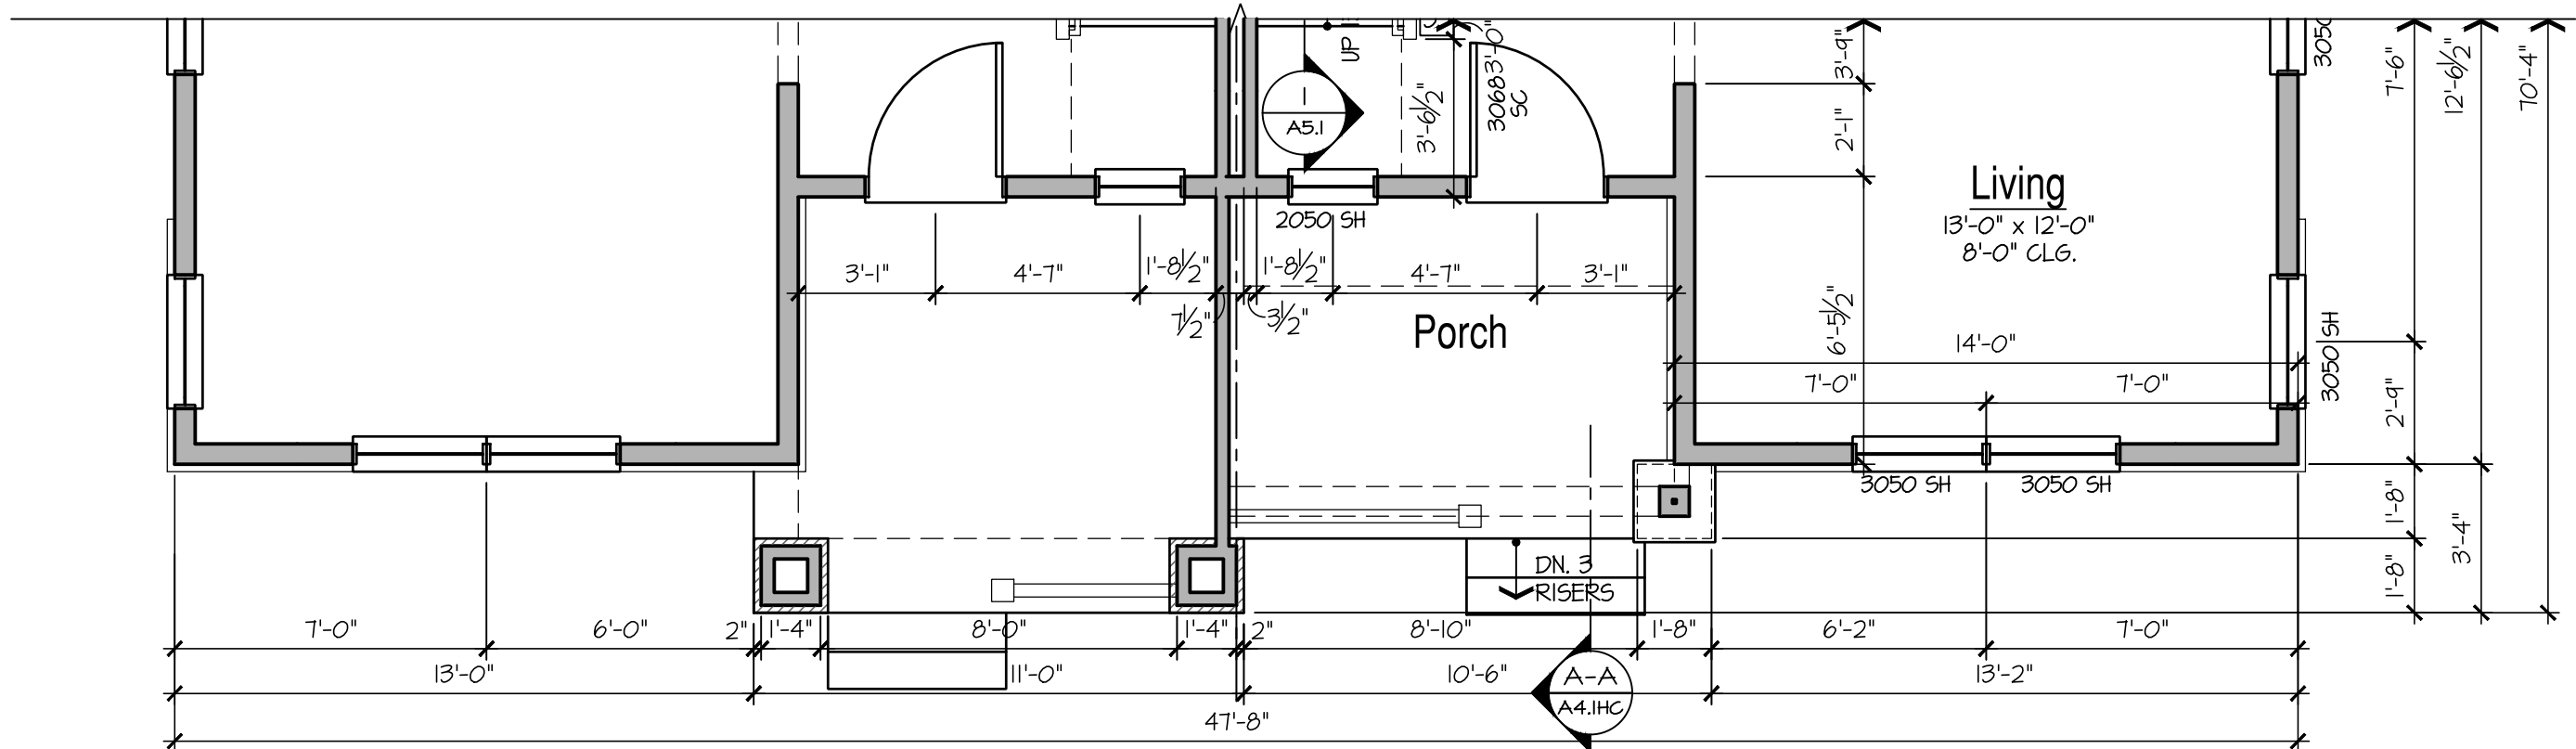 UP
3050
3'-0"
3068
SC
3'-6½"
3'-9"
2'-1"
6'-5½"
7'-6"
12'-6½"
70'-4"
1
A5.1
Living
13'-0" x 12'-0"
8'-0" CLG.
2050 SH
3'-1"
4'-7"
1'-8½"
1'-8½"
4'-7"
3'-1"
7½"
3½"
Porch
14'-0"
7'-0"
7'-0"
3050 SH
2'-9"
3050 SH
3050 SH
1'-8"
3'-4"
1'-8"
DN. 3
RISERS
7'-0"
6'-0"
2"
1'-4"
8'-0"
1'-4"
2"
8'-10"
1'-8"
6'-2"
7'-0"
13'-0"
11'-0"
10'-6"
A-A
A4.1HC
13'-2"
47'-8"